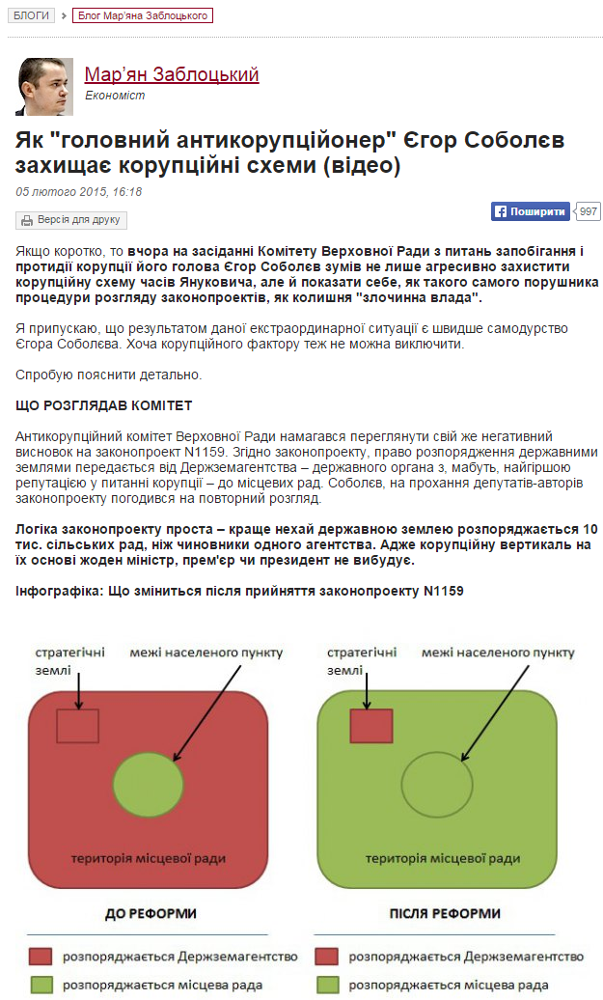 БЛОГИ > Блог Мар'яна Заблоцького
Мар'ян Заблоцький
Економіст
Як "головний антикорупційонер" Єгор Соболєв
захищає корупційні схеми (відео)
05 лютого 2015, 16:18
Версія для друку
Поширити 997
Якщо коротко, то вчора на засіданні Комітету Верховної Ради з питань запобігання і
протидії корупції його голова Єгор Соболєв зумів не лише агресивно захистити
корупційну схему часів Януковича, але й показати себе, як такого самого порушника
процедури розгляду законопроектів, як колишня "злочинна влада".
Я припускаю, що результатом даної екстраординарної ситуації є швидше самодурство
Єгора Соболєва. Хоча корупційного фактору теж не можна виключити.
Спробую пояснити детально.
ЩО РОЗГЛЯДАВ КОМІТЕТ
Антикорупційний комітет Верховної Ради намагався переглянути свій же негативний
висновок на законопроект N1159. Згідно законопроекту, право розпорядження державними
землями передається від Держземагентства – державного органа з, мабуть, найгіршою
репутацією у питанні корупції – до місцевих рад. Соболєв, на прохання депутатів-авторів
законопроекту погодився на повторний розгляд.
Логіка законопроекту проста – краще нехай державною землею розпоряджається 10
тис. сільських рад, ніж чиновники одного агентства. Адже корупційну вертикаль на
їх основі жоден міністр, прем'єр чи президент не вибудує.
Інфографіка: Що зміниться після прийняття законопроекту N1159
стратегічні землі
межі населеного пункту
територія місцевої ради
ДО РЕФОРМИ
розпоряджається Держземагентство
розпоряджається місцева рада
стратегічні землі
межі населеного пункту
територія місцевої ради
ПІСЛЯ РЕФОРМИ
розпоряджається Держземагентство
розпоряджається місцева рада